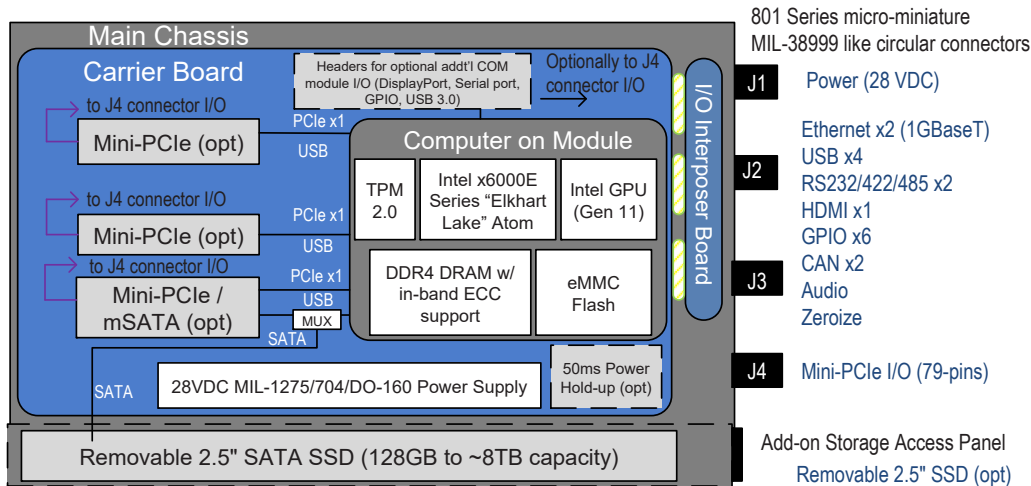 801 Series micro-miniature
MIL-38999 like circular connectors
Main Chassis
Carrier Board
Headers for optional addt'l COM
module I/O (DisplayPort, Serial port,
GPIO, USB 3.0)
Optionally to J4
connector I/O
J1
Power (28 VDC)
to J4 connector I/O
Mini-PCIe (opt)
PCIe x1
USB
Computer on Module
TPM
2.0
Intel x6000E
Series “Elkhart
Lake” Atom
Intel GPU
(Gen 11)
DDR4 DRAM w/
in-band ECC
support
eMMC
Flash
I/O Interposer Board
J2
J3
Ethernet x2 (1GBaseT)
USB x4
RS232/422/485 x2
HDMI x1
GPIO x6
CAN x2
Audio
Zeroize
to J4 connector I/O
Mini-PCIe (opt)
PCIe x1
USB
to J4 connector I/O
Mini-PCIe /
mSATA (opt)
PCIe x1
USB
MUX
SATA
SATA
28VDC MIL-1275/704/DO-160 Power Supply
50ms Power
Hold-up (opt)
J4
Mini-PCIe I/O (79-pins)
Removable 2.5" SATA SSD (128GB to ~8TB capacity)
Add-on Storage Access Panel
Removable 2.5" SSD (opt)